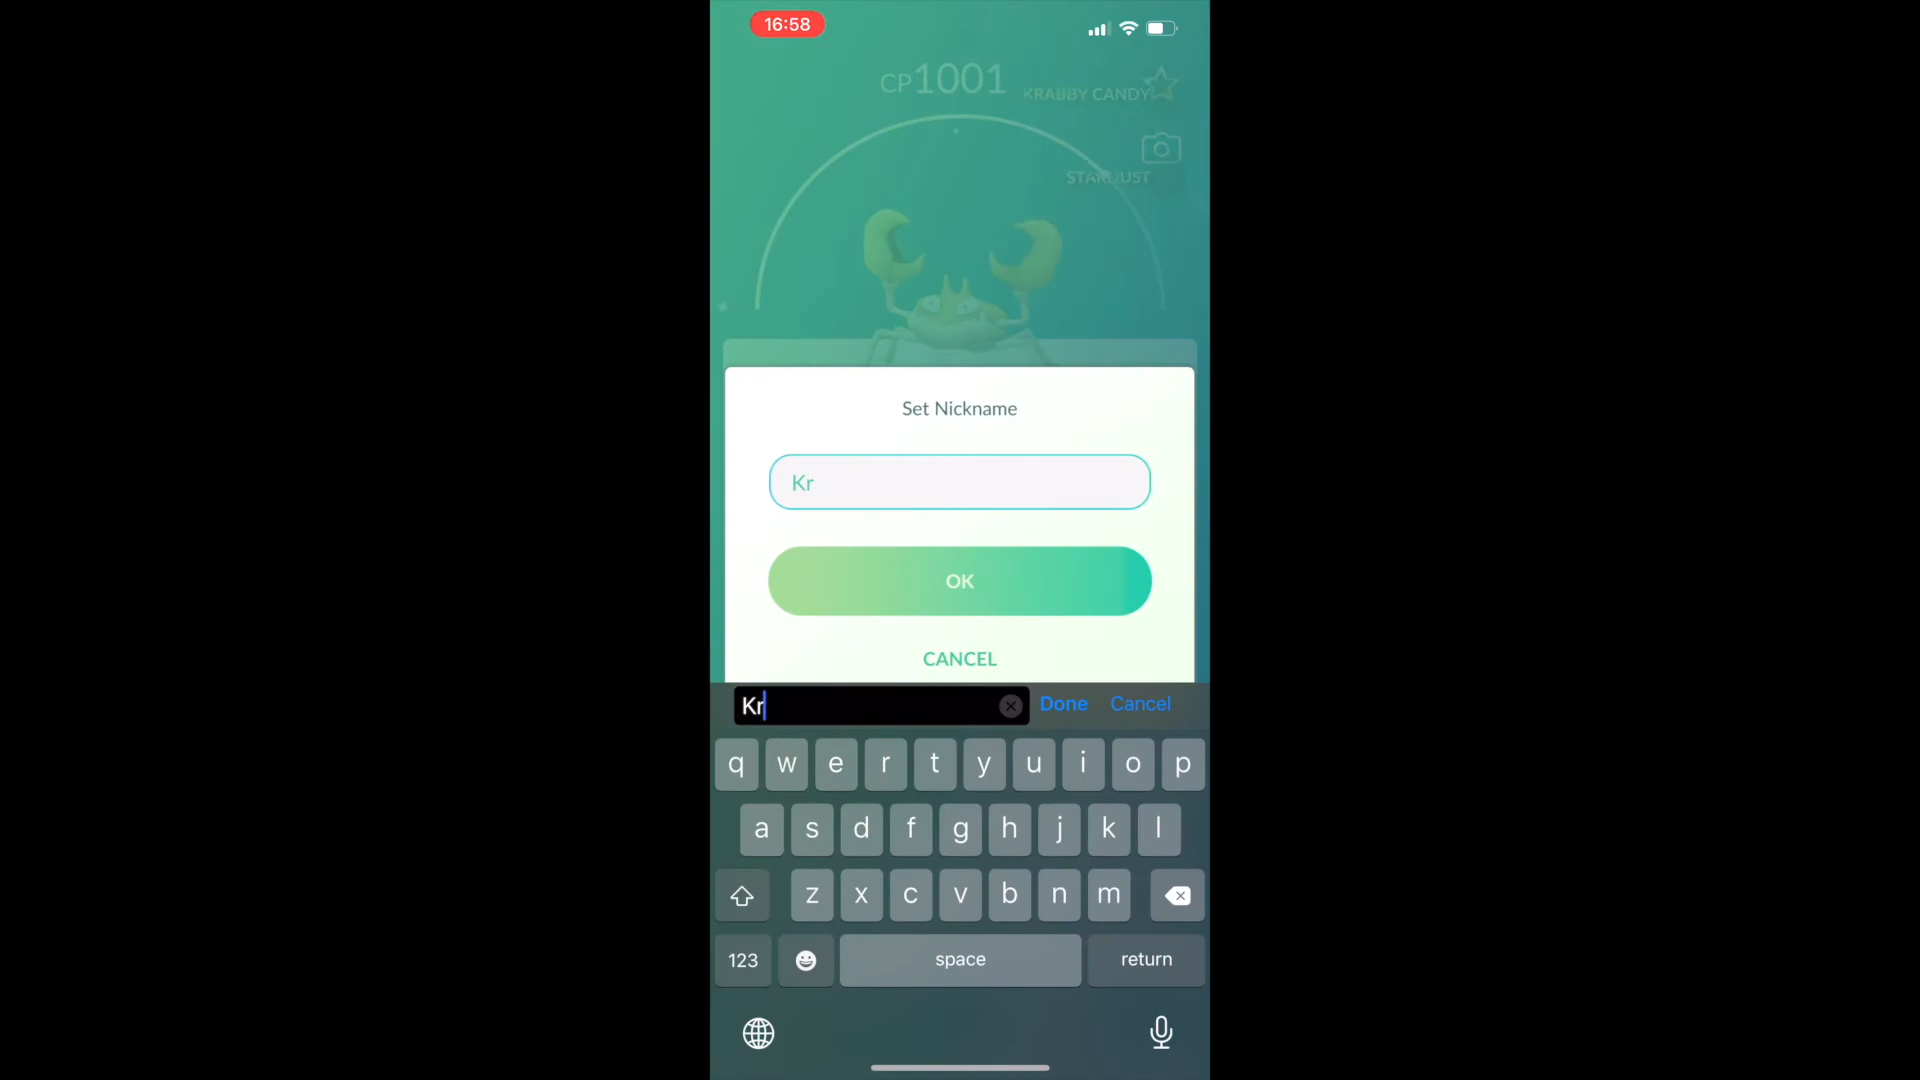 16:58
CP1001
KRABBY CANDY
STARDUST
Set Nickname
Kr
OK
CANCEL
Kr
Done Cancel
q w e r t y u i o p
a s d f g h j k l
z x c v b n m
123 space return